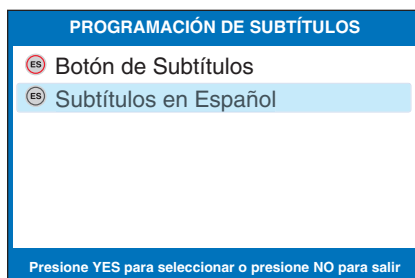 PROGRAMACIÓN DE SUBTÍTULOS
ES Botón de Subtítulos
ES Subtítulos en Español
Presione YES para seleccionar o presione NO para salir